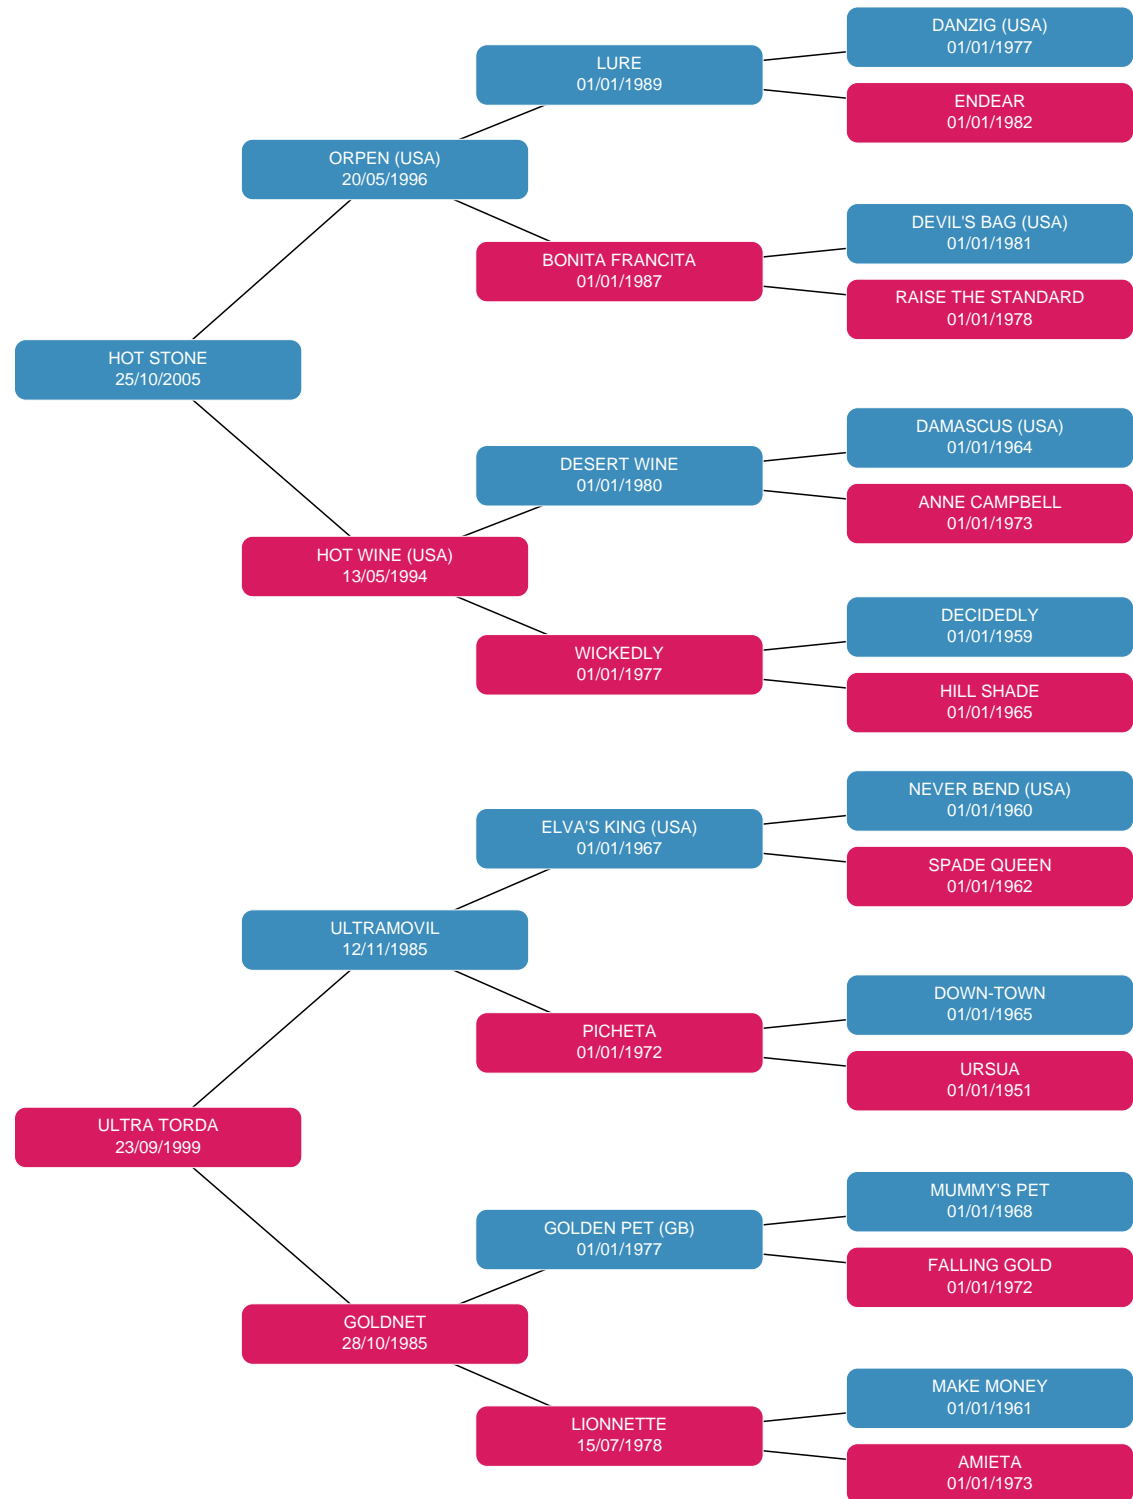 DANZIG (USA)
01/01/1977
LURE
01/01/1989
ENDEAR
01/01/1982
ORPEN (USA)
20/05/1996
DEVIL'S BAG (USA)
01/01/1981
BONITA FRANCITA
01/01/1987
RAISE THE STANDARD
01/01/1978
HOT STONE
25/10/2005
DAMASCUS (USA)
01/01/1964
DESERT WINE
01/01/1980
ANNE CAMPBELL
01/01/1973
HOT WINE (USA)
13/05/1994
DECIDEDLY
01/01/1959
WICKEDLY
01/01/1977
HILL SHADE
01/01/1965
NEVER BEND (USA)
01/01/1960
ELVA'S KING (USA)
01/01/1967
SPADE QUEEN
01/01/1962
ULTRAMOVIL
12/11/1985
DOWN-TOWN
01/01/1965
PICHETA
01/01/1972
URSUA
01/01/1951
ULTRA TORDA
23/09/1999
MUMMY'S PET
01/01/1968
GOLDEN PET (GB)
01/01/1977
FALLING GOLD
01/01/1972
GOLDNET
28/10/1985
MAKE MONEY
01/01/1961
LIONNETTE
15/07/1978
AMIETA
01/01/1973